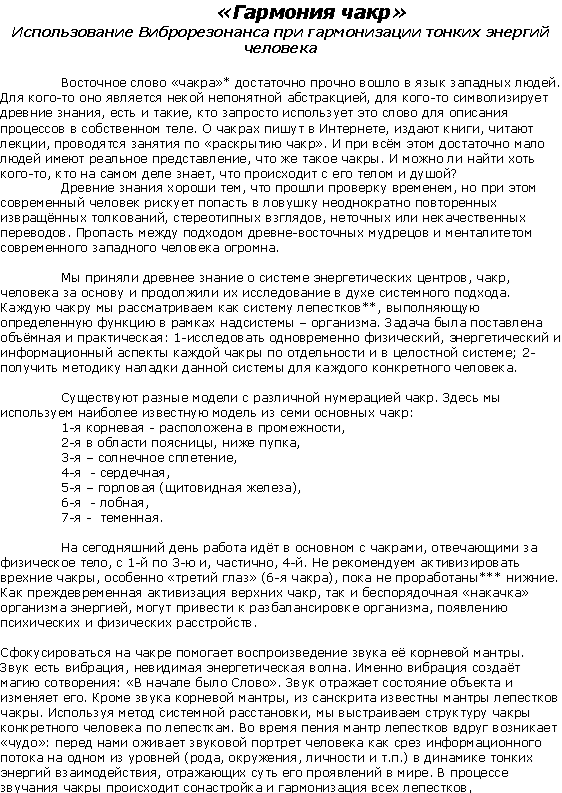 «Гармония чакр»
Использование Виброрезонанса при гармонизации тонких энергий
человека
Восточное слово «чакра»* достаточно прочно вошло в язык западных людей.
Для кого-то оно является некой непонятной абстракцией, для кого-то символизирует
древние знания, есть и такие, кто запросто использует это слово для описания
процессов в собственном теле. О чакрах пишут в Интернете, издают книги, читают
лекции, проводятся занятия по «раскрытию чакр». И при всём этом достаточно мало
людей имеют реальное представление, что же такое чакры. И можно ли найти хоть
кого-то, кто на самом деле знает, что происходит с его телом и душой?
Древние знания хороши тем, что прошли проверку временем, но при этом
современный человек рискует попасть в ловушку неоднократно повторенных
извращённых толкований, стереотипных взглядов, неточных или некачественных
переводов. Пропасть между подходом древне-восточных мудрецов и менталитетом
современного западного человека огромна.
Мы приняли древнее знание о системе энергетических центров, чакр,
человека за основу и продолжили их исследование в духе системного подхода.
Каждую чакру мы рассматриваем как систему лепестков**, выполняющую
определенную функцию в рамках надсистемы – организма. Задача была поставлена
объёмная и практическая: 1-исследовать одновременно физический, энергетический и
информационный аспекты каждой чакры по отдельности и в целостной системе; 2-
получить методику наладки данной системы для каждого конкретного человека.
Существуют разные модели с различной нумерацией чакр. Здесь мы
используем наиболее известную модель из семи основных чакр:
1-я корневая - расположена в промежности,
2-я в области поясницы, ниже пупка,
3-я – солнечное сплетение,
4-я - сердечная,
5-я – горловая (щитовидная железа),
6-я - лобная,
7-я - теменная.
На сегодняшний день работа идёт в основном с чакрами, отвечающими за
физическое тело, с 1-й по 3-ю и, частично, 4-й. Не рекомендуем активизировать
врехние чакры, особенно «третий глаз» (6-я чакра), пока не проработаны*** нижние.
Как преждевременная активизация верхних чакр, так и беспорядочная «накачка»
организма энергией, могут привести к разбалансировке организма, появлению
психических и физических расстройств.
Сфокусироваться на чакре помогает воспроизведение звука её корневой мантры.
Звук есть вибрация, невидимая энергетическая волна. Именно вибрация создаёт
магию сотворения: «В начале было Слово». Звук отражает состояние объекта и
изменяет его. Кроме звука корневой мантры, из санскрита известны мантры лепестков
чакры. Используя метод системной расстановки, мы выстраиваем структуру чакры
конкретного человека по лепесткам. Во время пения мантр лепестков вдруг возникает
«чудо»: перед нами оживает звуковой портрет человека как срез информационного
потока на одном из уровней (рода, окружения, личности и т.п.) в динамике тонких
энергий взаимодействия, отражающих суть его проявлений в мире. В процессе
звучания чакры происходит сонастройка и гармонизация всех лепестков,